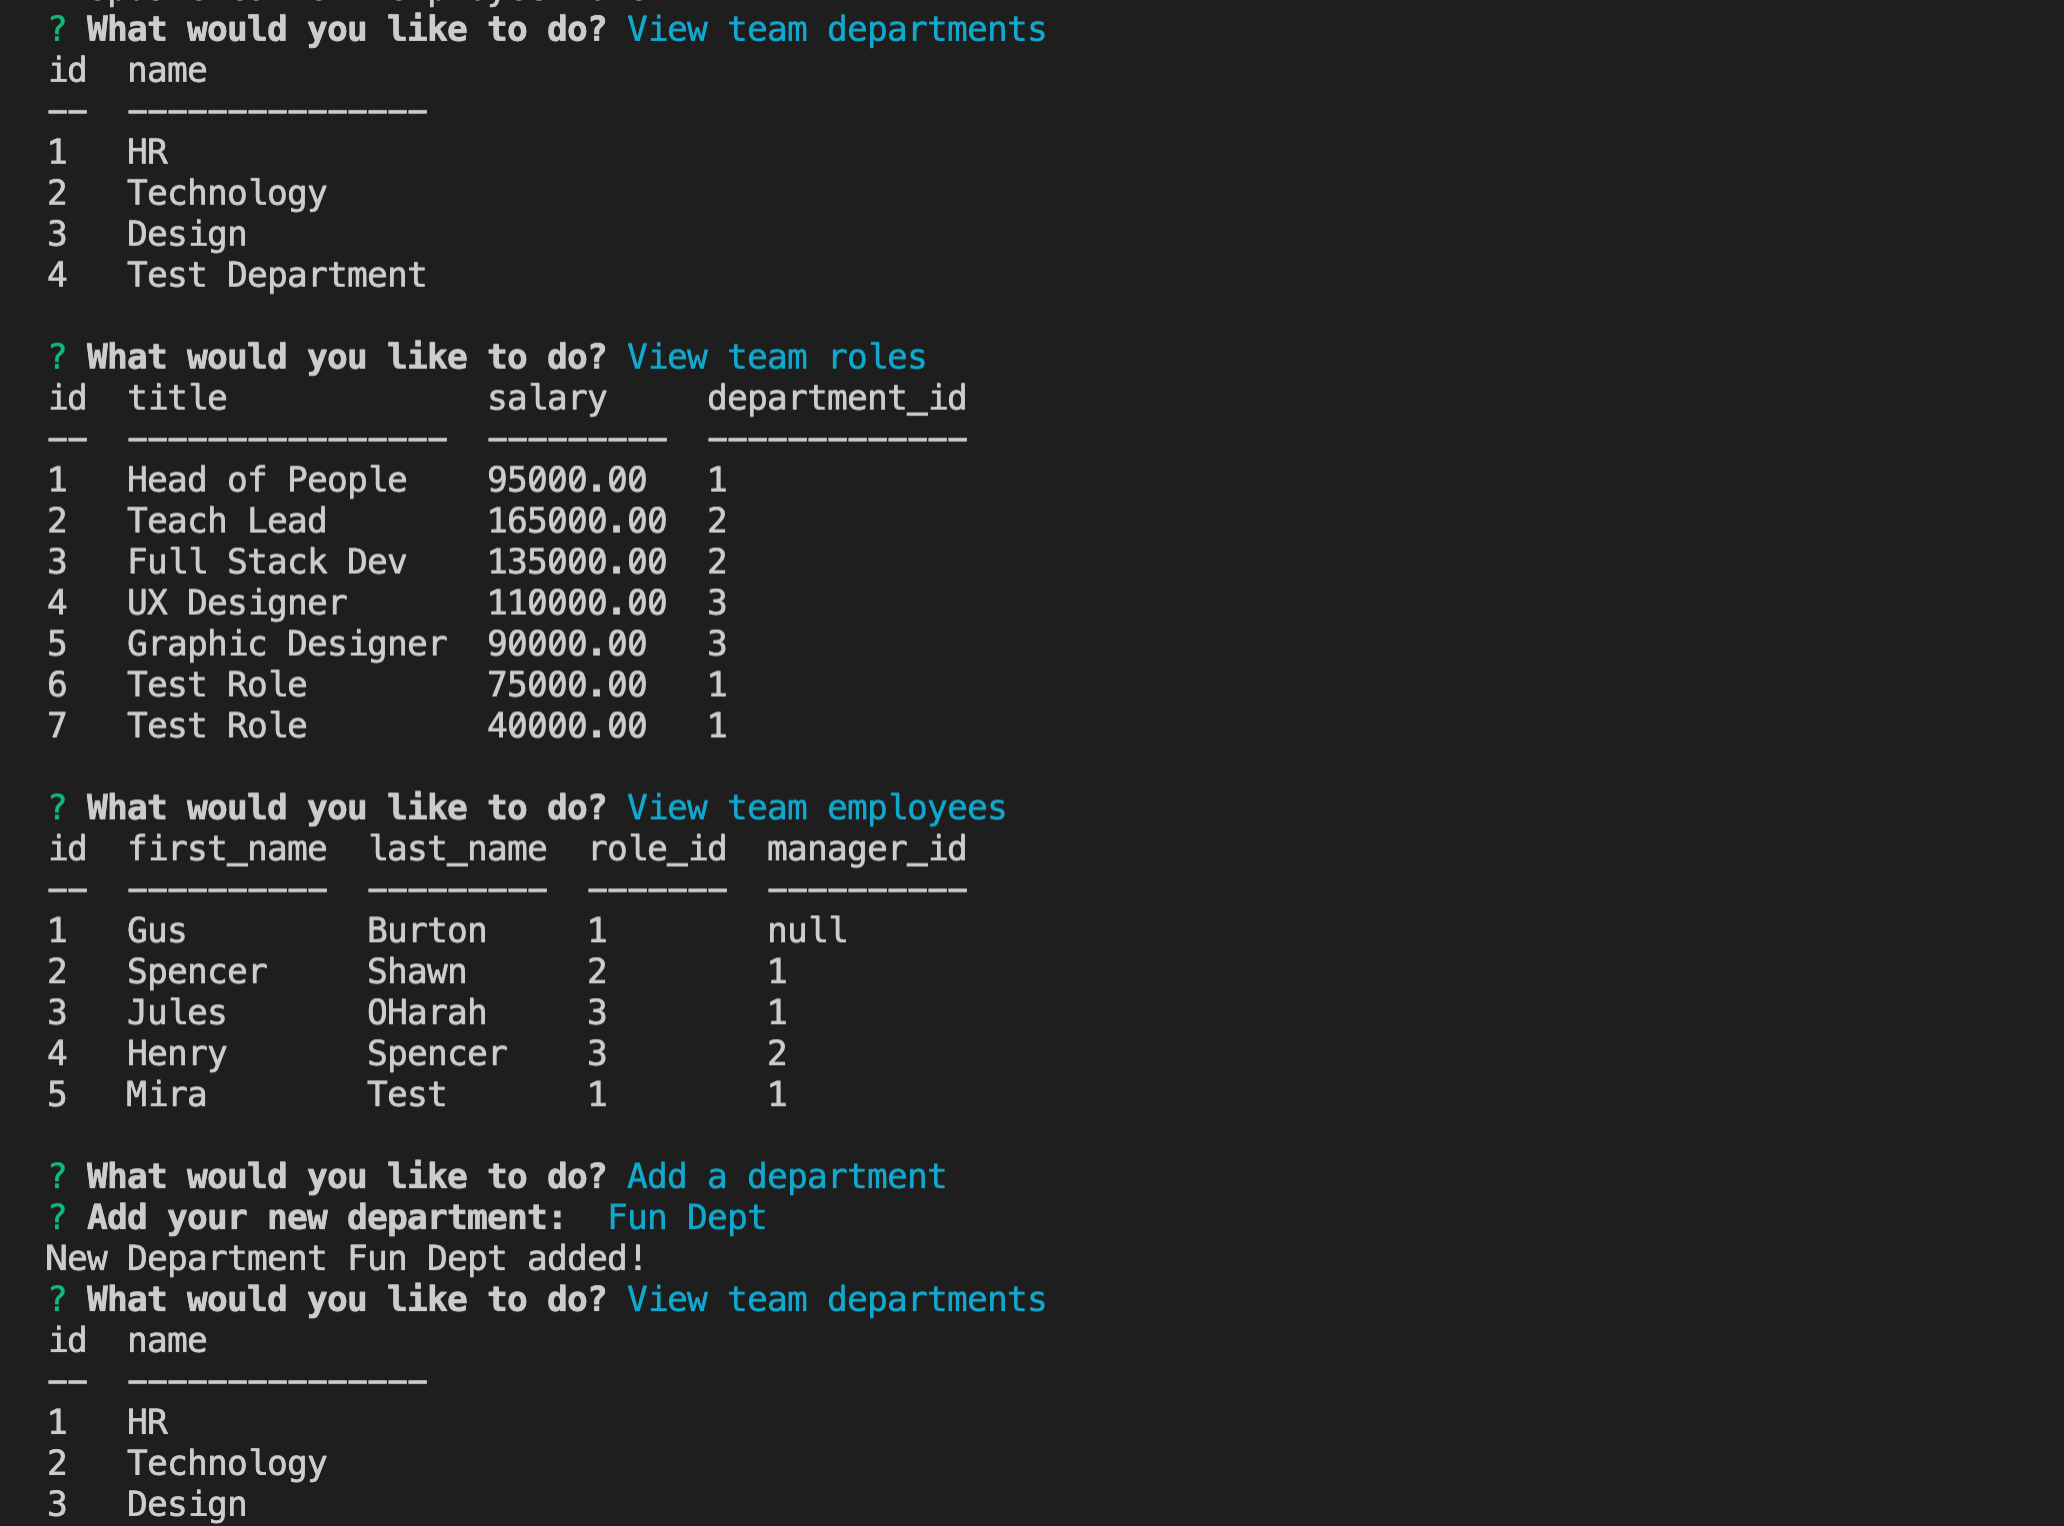 ? What would you like to do? View team departments
id  name
--  ---------------
1   HR
2   Technology
3   Design
4   Test Department
? What would you like to do? View team roles
id  title             salary     department_id
--  ----------------  ---------  -------------
1   Head of People    95000.00   1
2   Teach Lead        165000.00  2
3   Full Stack Dev    135000.00  2
4   UX Designer       110000.00  3
5   Graphic Designer  90000.00   3
6   Test Role         75000.00   1
7   Test Role         40000.00   1
? What would you like to do? View team employees
id  first_name  last_name  role_id  manager_id
--  ----------  ---------  -------  ----------
1   Gus         Burton     1        null
2   Spencer     Shawn      2        1
3   Jules       OHarah     3        1
4   Henry       Spencer    3        2
5   Mira        Test       1        1
? What would you like to do? Add a department
? Add your new department:  Fun Dept
New Department Fun Dept added!
? What would you like to do? View team departments
id  name
--  ---------------
1   HR
2   Technology
3   Design